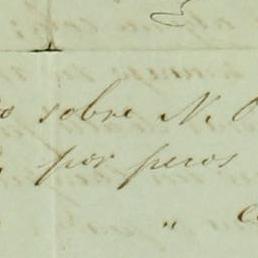 o sobre N. O
por pesos
"